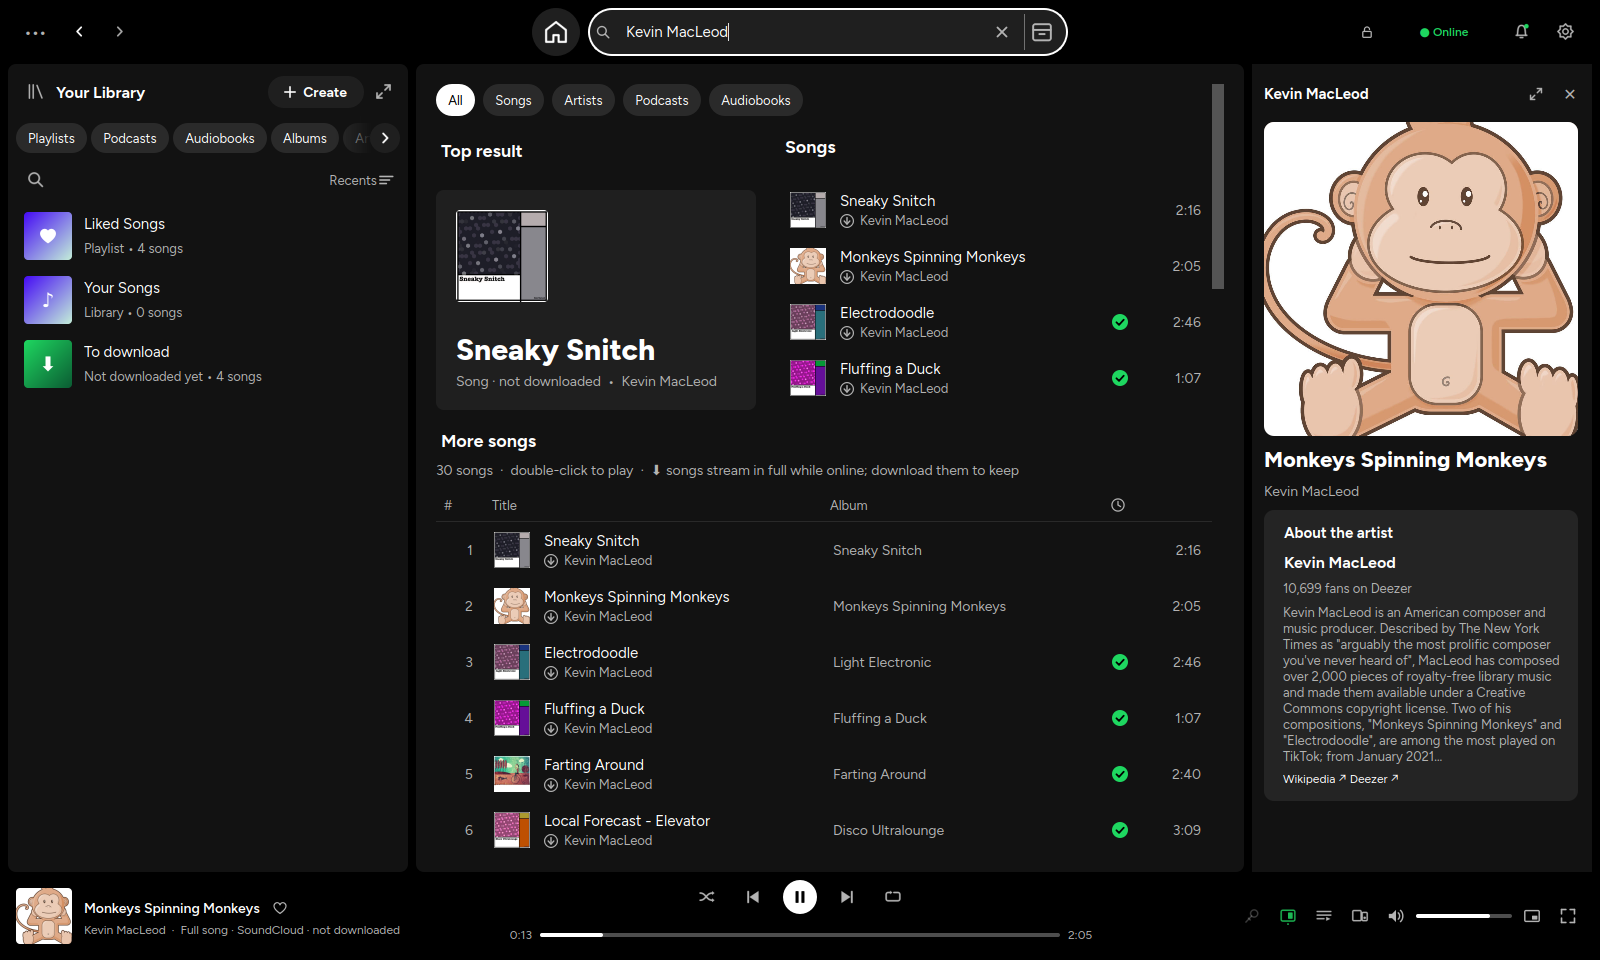 Kevin MacLeod
Online
Your Library
Create
Playlists
Podcasts
Audiobooks
Albums
Recents
Liked Songs
Playlist • 4 songs
Your Songs
Library • 0 songs
To download
Not downloaded yet • 4 songs
All
Songs
Artists
Podcasts
Audiobooks
Top result
Sneaky Snitch
Sneaky Snitch
Song · not downloaded • Kevin MacLeod
Songs
Sneaky Snitch
Kevin MacLeod
2:16
Monkeys Spinning Monkeys
Kevin MacLeod
2:05
Electrodoodle
Kevin MacLeod
2:46
Fluffing a Duck
Kevin MacLeod
1:07
More songs
30 songs · double-click to play · ⬇ songs stream in full while online; download them to keep
# Title Album
1 Sneaky Snitch Sneaky Snitch 2:16
Kevin MacLeod
2 Monkeys Spinning Monkeys Monkeys Spinning Monkeys 2:05
Kevin MacLeod
3 Electrodoodle Light Electronic 2:46
Kevin MacLeod
4 Fluffing a Duck Fluffing a Duck 1:07
Kevin MacLeod
5 Farting Around Farting Around 2:40
Kevin MacLeod
6 Local Forecast - Elevator Disco Ultralounge 3:09
Kevin MacLeod
Kevin MacLeod
Monkeys Spinning Monkeys
Kevin MacLeod
About the artist
Kevin MacLeod
10,699 fans on Deezer
Kevin MacLeod is an American composer and
music producer. Described by The New York
Times as "arguably the most prolific composer
you've never heard of", MacLeod has composed
over 2,000 pieces of royalty-free library music
and made them available under a Creative
Commons copyright license. Two of his
compositions, "Monkeys Spinning Monkeys" and
"Electrodoodle", are among the most played on
TikTok; from January 2021...
Wikipedia ↗ Deezer ↗
Monkeys Spinning Monkeys
Kevin MacLeod · Full song · SoundCloud · not downloaded
0:13
2:05